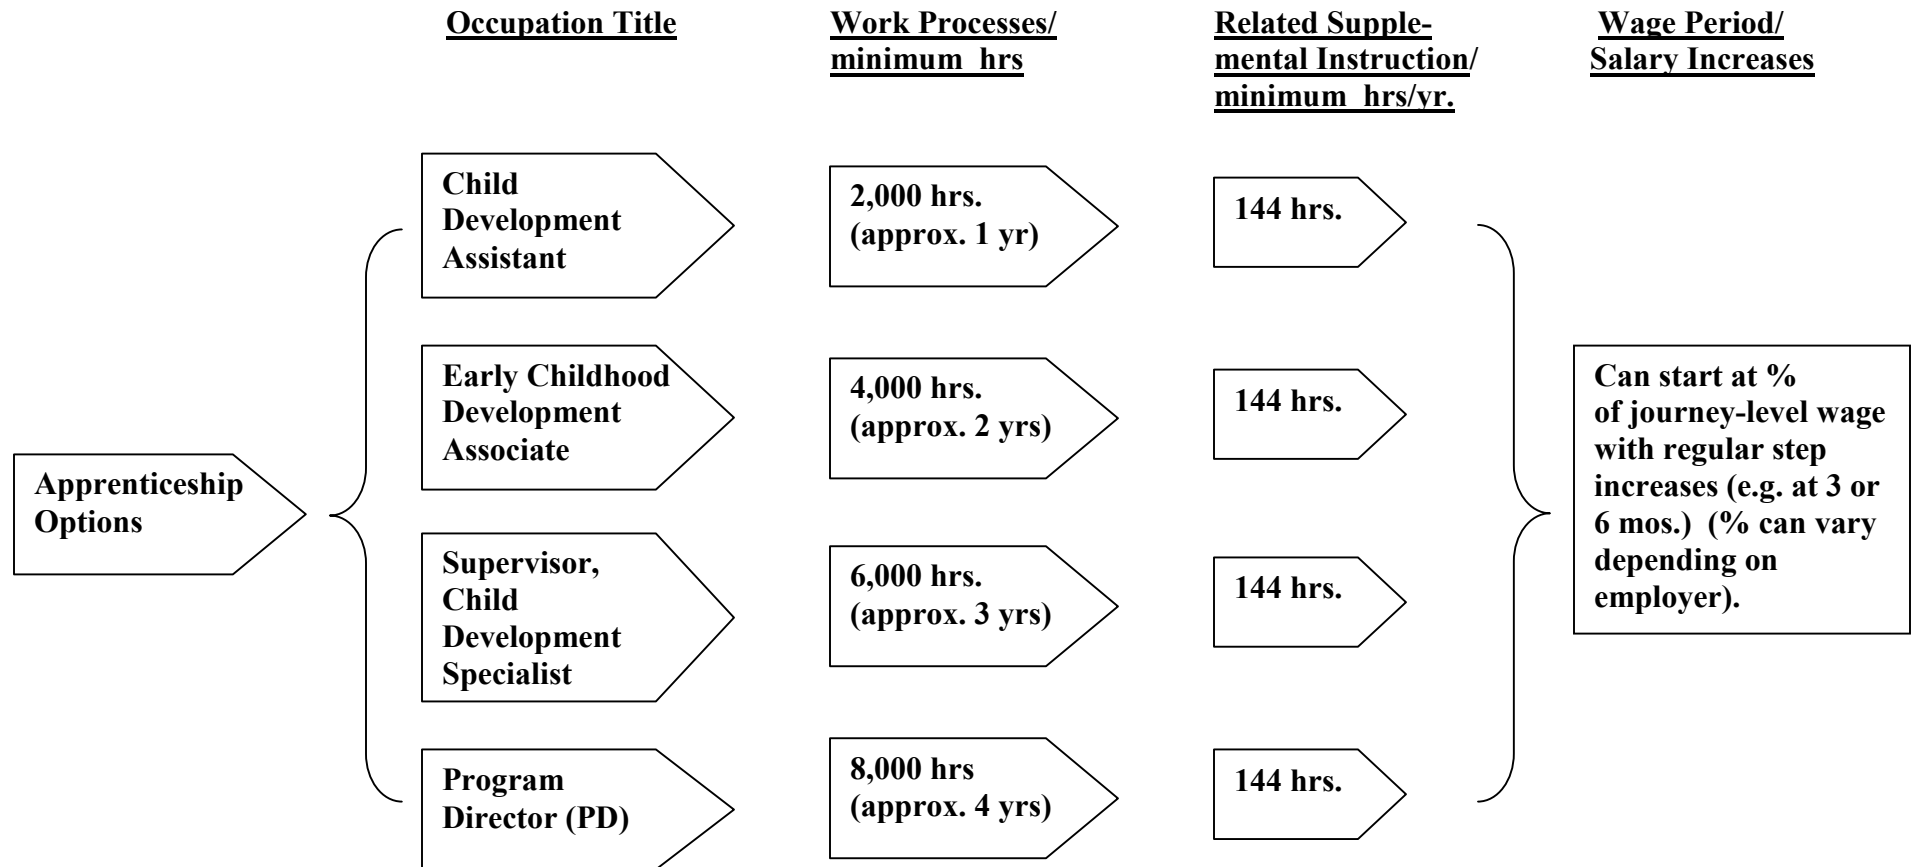 Occupation Title
Work Processes/
minimum hrs
Related Supple-
mental Instruction/
minimum hrs/yr.
Wage Period/
Salary Increases
Apprenticeship
Options
Child
Development
Assistant
2,000 hrs.
(approx. 1 yr)
144 hrs.
Early Childhood
Development
Associate
4,000 hrs.
(approx. 2 yrs)
144 hrs.
Supervisor,
Child
Development
Specialist
6,000 hrs.
(approx. 3 yrs)
144 hrs.
Program
Director (PD)
8,000 hrs
(approx. 4 yrs)
144 hrs.
Can start at %
of journey-level wage
with regular step
increases (e.g. at 3 or
6 mos.) (% can vary
depending on
employer).